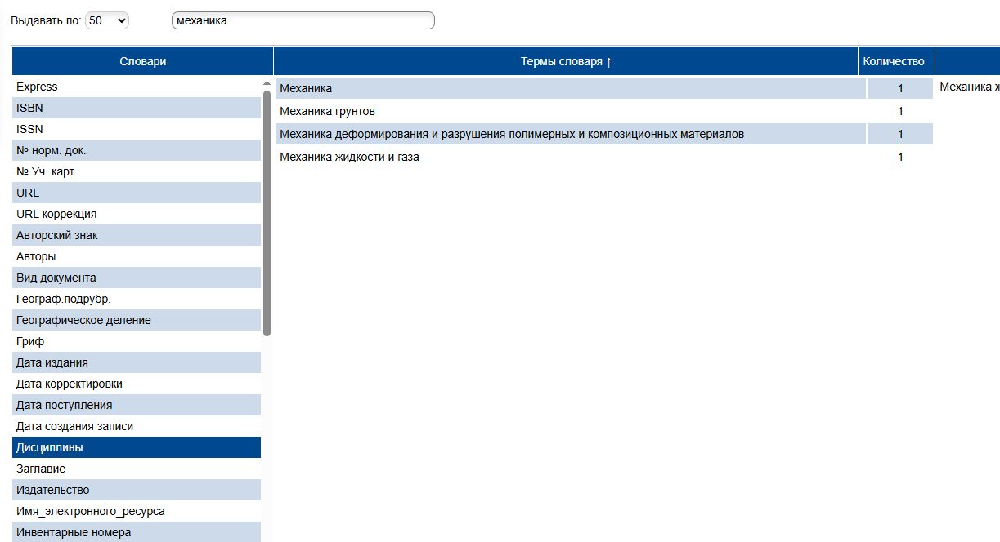 Выдавать по: 50 механика
Словари Термы словаря ↑ Количество
Express
ISBN
ISSN
№ норм. док.
№ Уч. карт.
URL
URL коррекция
Авторский знак
Авторы
Вид документа
Географ.подрубр.
Географическое деление
Гриф
Дата издания
Дата корректировки
Дата поступления
Дата создания записи
Дисциплины
Заглавие
Издательство
Имя_электронного_ресурса
Инвентарные номера
Механика 1
Механика грунтов 1
Механика деформирования и разрушения полимерных и композиционных материалов 1
Механика жидкости и газа 1
Механика